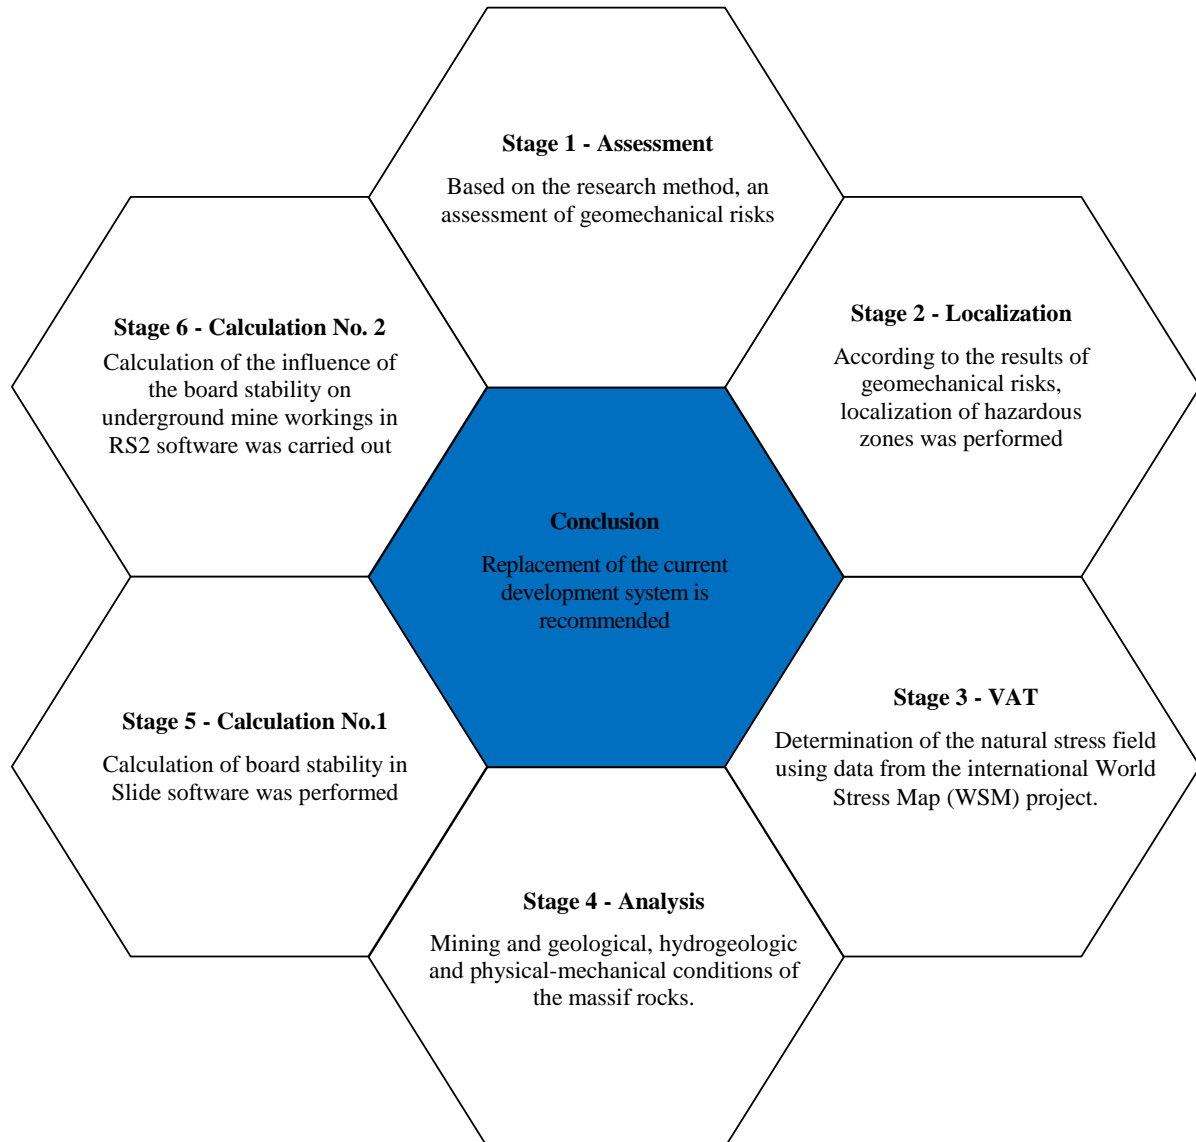 Stage 1 - Assessment
Based on the research method, an
assessment of geomechanical risks
Stage 2 - Localization
According to the results of
geomechanical risks,
localization of hazardous
zones was performed
Stage 3 - VAT
Determination of the natural stress field
using data from the international World
Stress Map (WSM) project.
Stage 4 - Analysis
Mining and geological, hydrogeologic
and physical-mechanical conditions of
the massif rocks.
Stage 5 - Calculation No.1
Calculation of board stability in
Slide software was performed
Stage 6 - Calculation No. 2
Calculation of the influence of
the board stability on
underground mine workings in
RS2 software was carried out
Conclusion
Replacement of the current
development system is
recommended